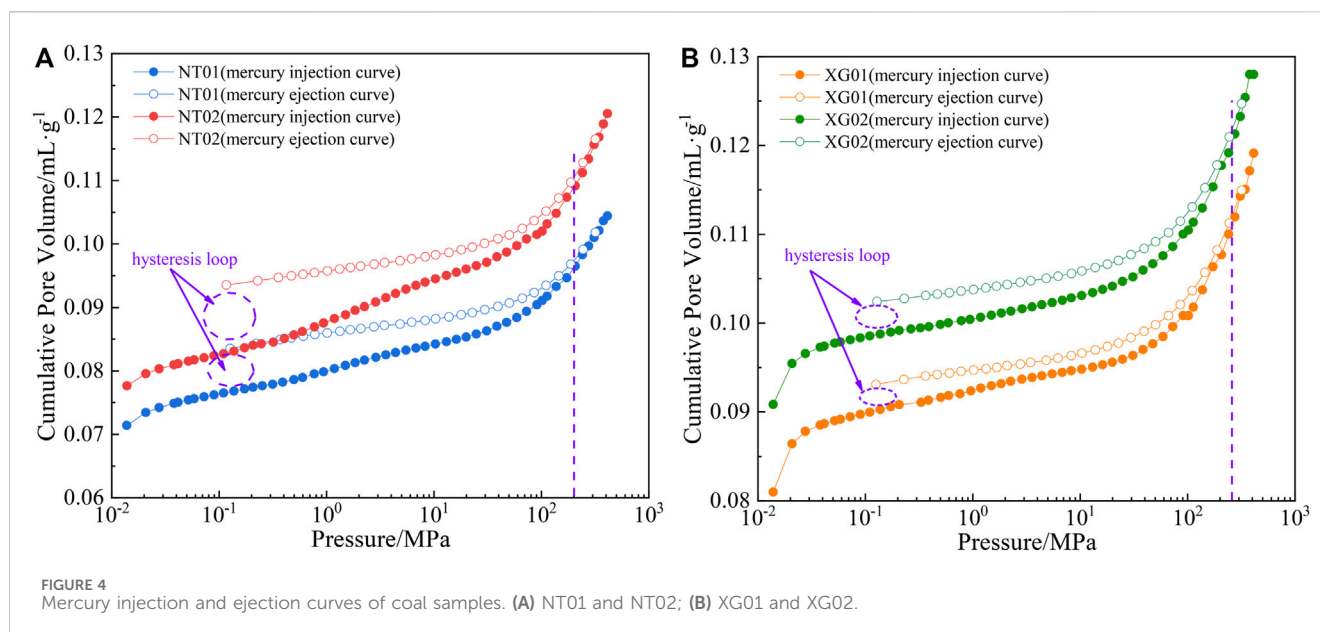 A
NT01(mercury injection curve)
NT01(mercury ejection curve)
NT02(mercury injection curve)
NT02(mercury ejection curve)
hysteresis loop
Cumulative Pore Volume/mL·g⁻¹
0.13
0.12
0.11
0.10
0.09
0.08
0.07
0.06
10⁻² 10⁻¹ 10⁰ 10¹ 10² 10³
Pressure/MPa
B
XG01(mercury injection curve)
XG01(mercury ejection curve)
XG02(mercury injection curve)
XG02(mercury ejection curve)
hysteresis loop
Cumulative Pore Volume/mL·g⁻¹
0.13
0.12
0.11
0.10
0.09
0.08
10⁻² 10⁻¹ 10⁰ 10¹ 10² 10³
Pressure/MPa
FIGURE 4
Mercury injection and ejection curves of coal samples. (A) NT01 and NT02; (B) XG01 and XG02.